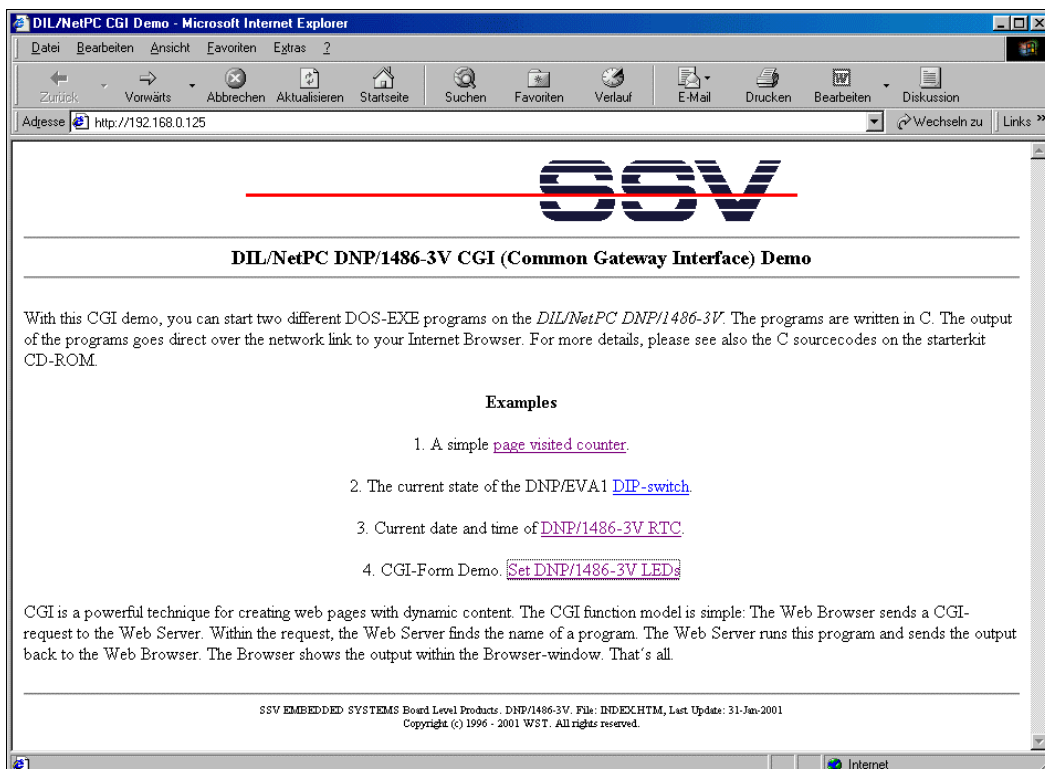 DIL/NetPC CGI Demo - Microsoft Internet Explorer
Datei Bearbeiten Ansicht Favoriten Extras ?
Zurück Vorwärts Abbrechen Aktualisieren Startseite Suchen Favoriten Verlauf E-Mail Drucken Bearbeiten Diskussion
Adresse http://192.168.0.125 Wechseln zu Links »
SSV
DIL/NetPC DNP/1486-3V CGI (Common Gateway Interface) Demo
With this CGI demo, you can start two different DOS-EXE programs on the DIL/NetPC DNP/1486-3V. The programs are written in C. The output
of the programs goes direct over the network link to your Internet Browser. For more details, please see also the C sourcecodes on the starterkit
CD-ROM.
Examples
1. A simple page visited counter.
2. The current state of the DNP/EVA1 DIP-switch.
3. Current date and time of DNP/1486-3V RTC.
4. CGI-Form Demo. Set DNP/1486-3V LEDs
CGI is a powerful technique for creating web pages with dynamic content. The CGI function model is simple: The Web Browser sends a CGI-
request to the Web Server. Within the request, the Web Server finds the name of a program. The Web Server runs this program and sends the output
back to the Web Browser. The Browser shows the output within the Browser-window. That´s all.
SSV EMBEDDED SYSTEMS Board Level Products. DNP/1486-3V. File: INDEX.HTM, Last Update: 31-Jan-2001
Copyright (c) 1996 - 2001 WST. All rights reserved.
Internet